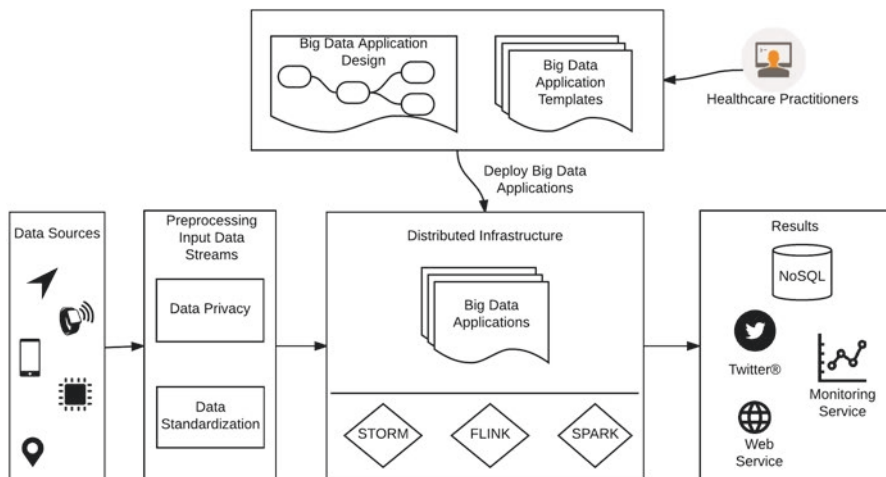 Big Data Application
Design
Big Data
Application
Templates
Healthcare Practitioners
Deploy Big Data
Applications
Data Sources
Preprocessing
Input Data
Streams
Data Privacy
Data
Standardization
Distributed Infrastructure
Big Data
Applications
STORM
FLINK
SPARK
Results
NoSQL
Twitter®
Monitoring
Service
Web
Service